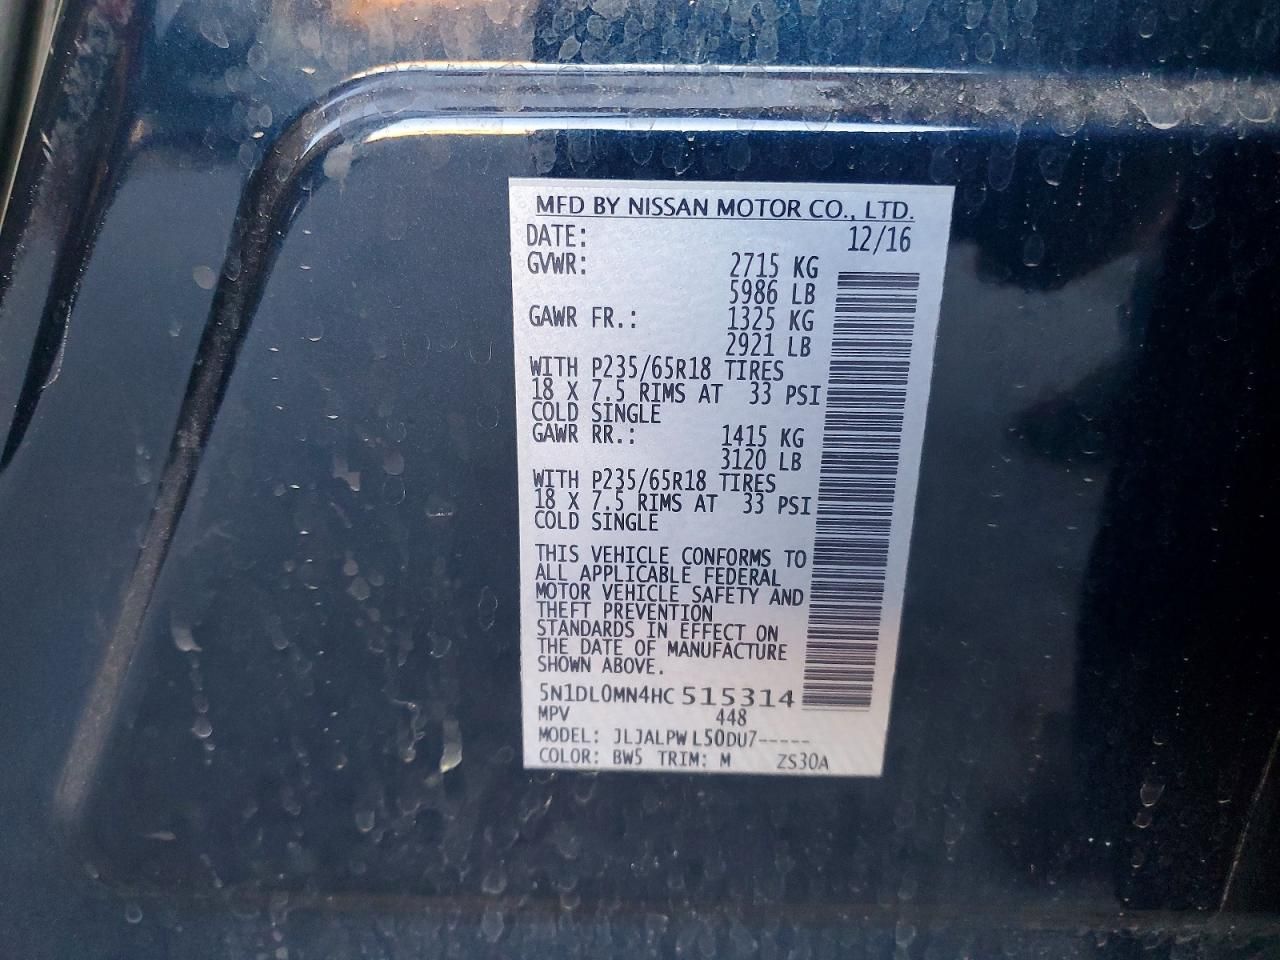 MFD BY NISSAN MOTOR CO., LTD.
DATE: 12/16
GVWR: 2715 KG
5986 LB
GAWR FR.: 1325 KG
2921 LB
WITH P235/65R18 TIRES
18 X 7.5 RIMS AT 33 PSI
COLD SINGLE
GAWR RR.: 1415 KG
3120 LB
WITH P235/65R18 TIRES
18 X 7.5 RIMS AT 33 PSI
COLD SINGLE
THIS VEHICLE CONFORMS TO
ALL APPLICABLE FEDERAL
MOTOR VEHICLE SAFETY AND
THEFT PREVENTION
STANDARDS IN EFFECT ON
THE DATE OF MANUFACTURE
SHOWN ABOVE.
5N1DL0MN4HC 515314
MPV 448
MODEL: JLJALPW L50DU7-----
COLOR: BW5 TRIM: M ZS30A